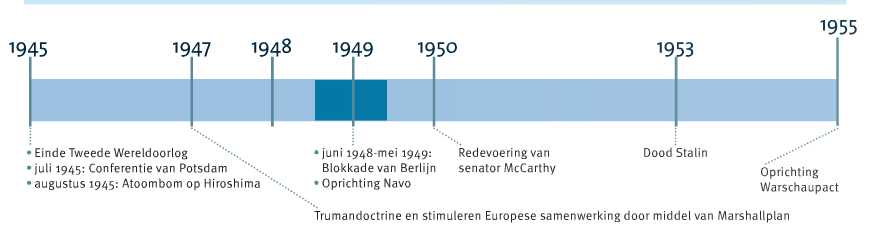 1945
1947
1948
1949
1950
1953
1955
• Einde Tweede Wereldoorlog
• juli 1945: Conferentie van Potsdam
• augustus 1945: Atoombom op Hiroshima
• juni 1948-mei 1949:
Blokkade van Berlijn
• Oprichting Navo
Redevoering van
senator McCarthy
Dood Stalin
Oprichting
Warschaupact
Trumandoctrine en stimuleren Europese samenwerking door middel van Marshallplan